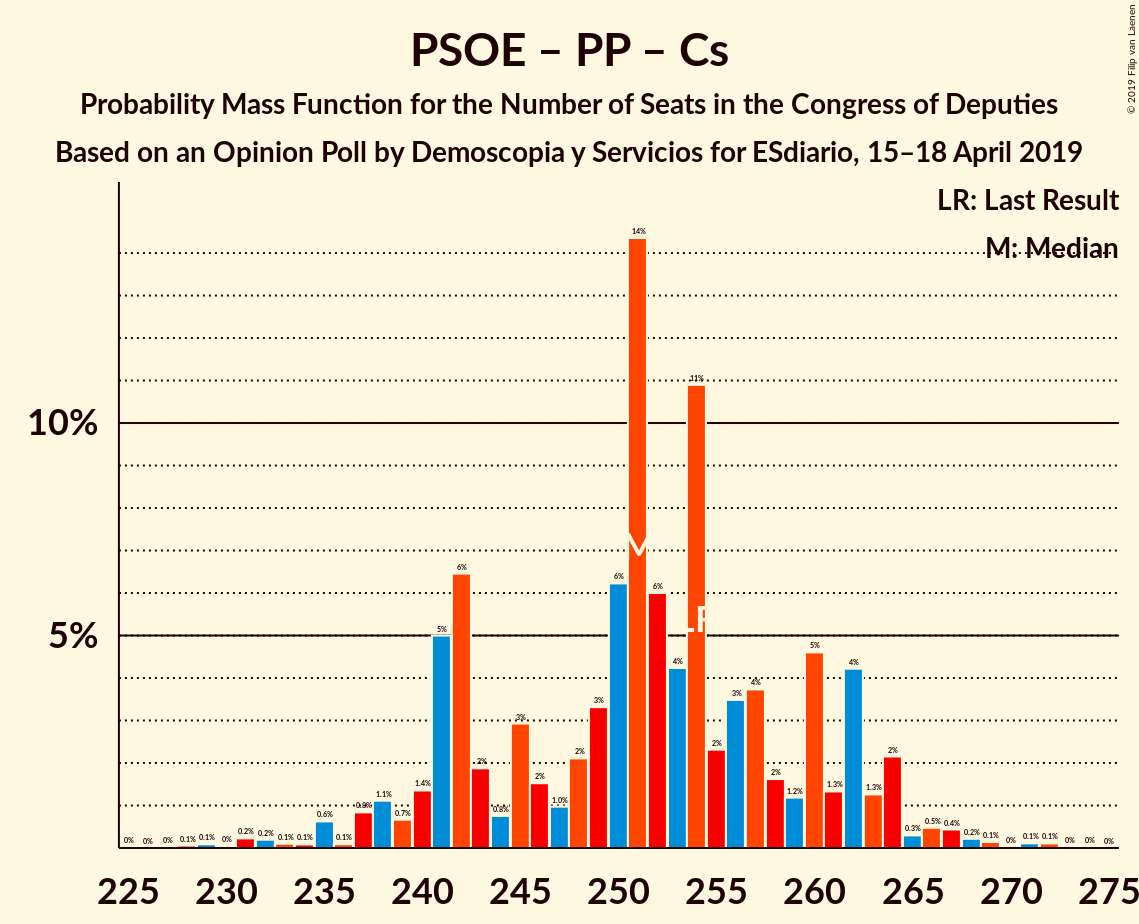 © 2019 Filip van Laenen
PSOE – PP – Cs
Probability Mass Function for the Number of Seats in the Congress of Deputies
Based on an Opinion Poll by Demoscopia y Servicios for ESdiario, 15–18 April 2019
LR: Last Result
M: Median
10%
5%
0% 0% 0% 0.1% 0.1% 0% 0.2% 0.2% 0.1% 0.1% 0.6% 0.1% 0.8% 1.1% 0.7% 1.4% 5% 6% 2% 0.8% 3% 2% 1.0% 2% 3% 6% 14% 6% 4% 11% 2% 3% 4% 2% 1.2% 5% 1.3% 4% 1.3% 2% 0.3% 0.5% 0.4% 0.2% 0.1% 0% 0.1% 0.1% 0% 0% 0%
M
LR
225 230 235 240 245 250 255 260 265 270 275